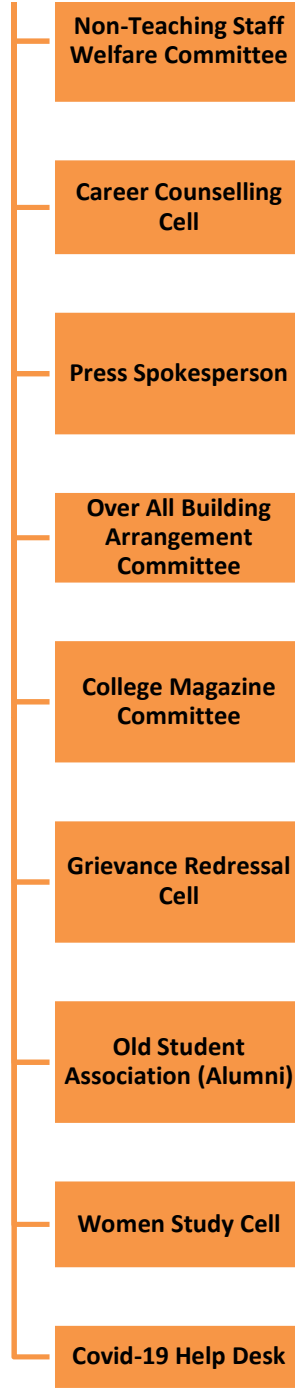 Non-Teaching Staff
Welfare Committee
Career Counselling
Cell
Press Spokesperson
Over All Building
Arrangement
Committee
College Magazine
Committee
Grievance Redressal
Cell
Old Student
Association (Alumni)
Women Study Cell
Covid-19 Help Desk